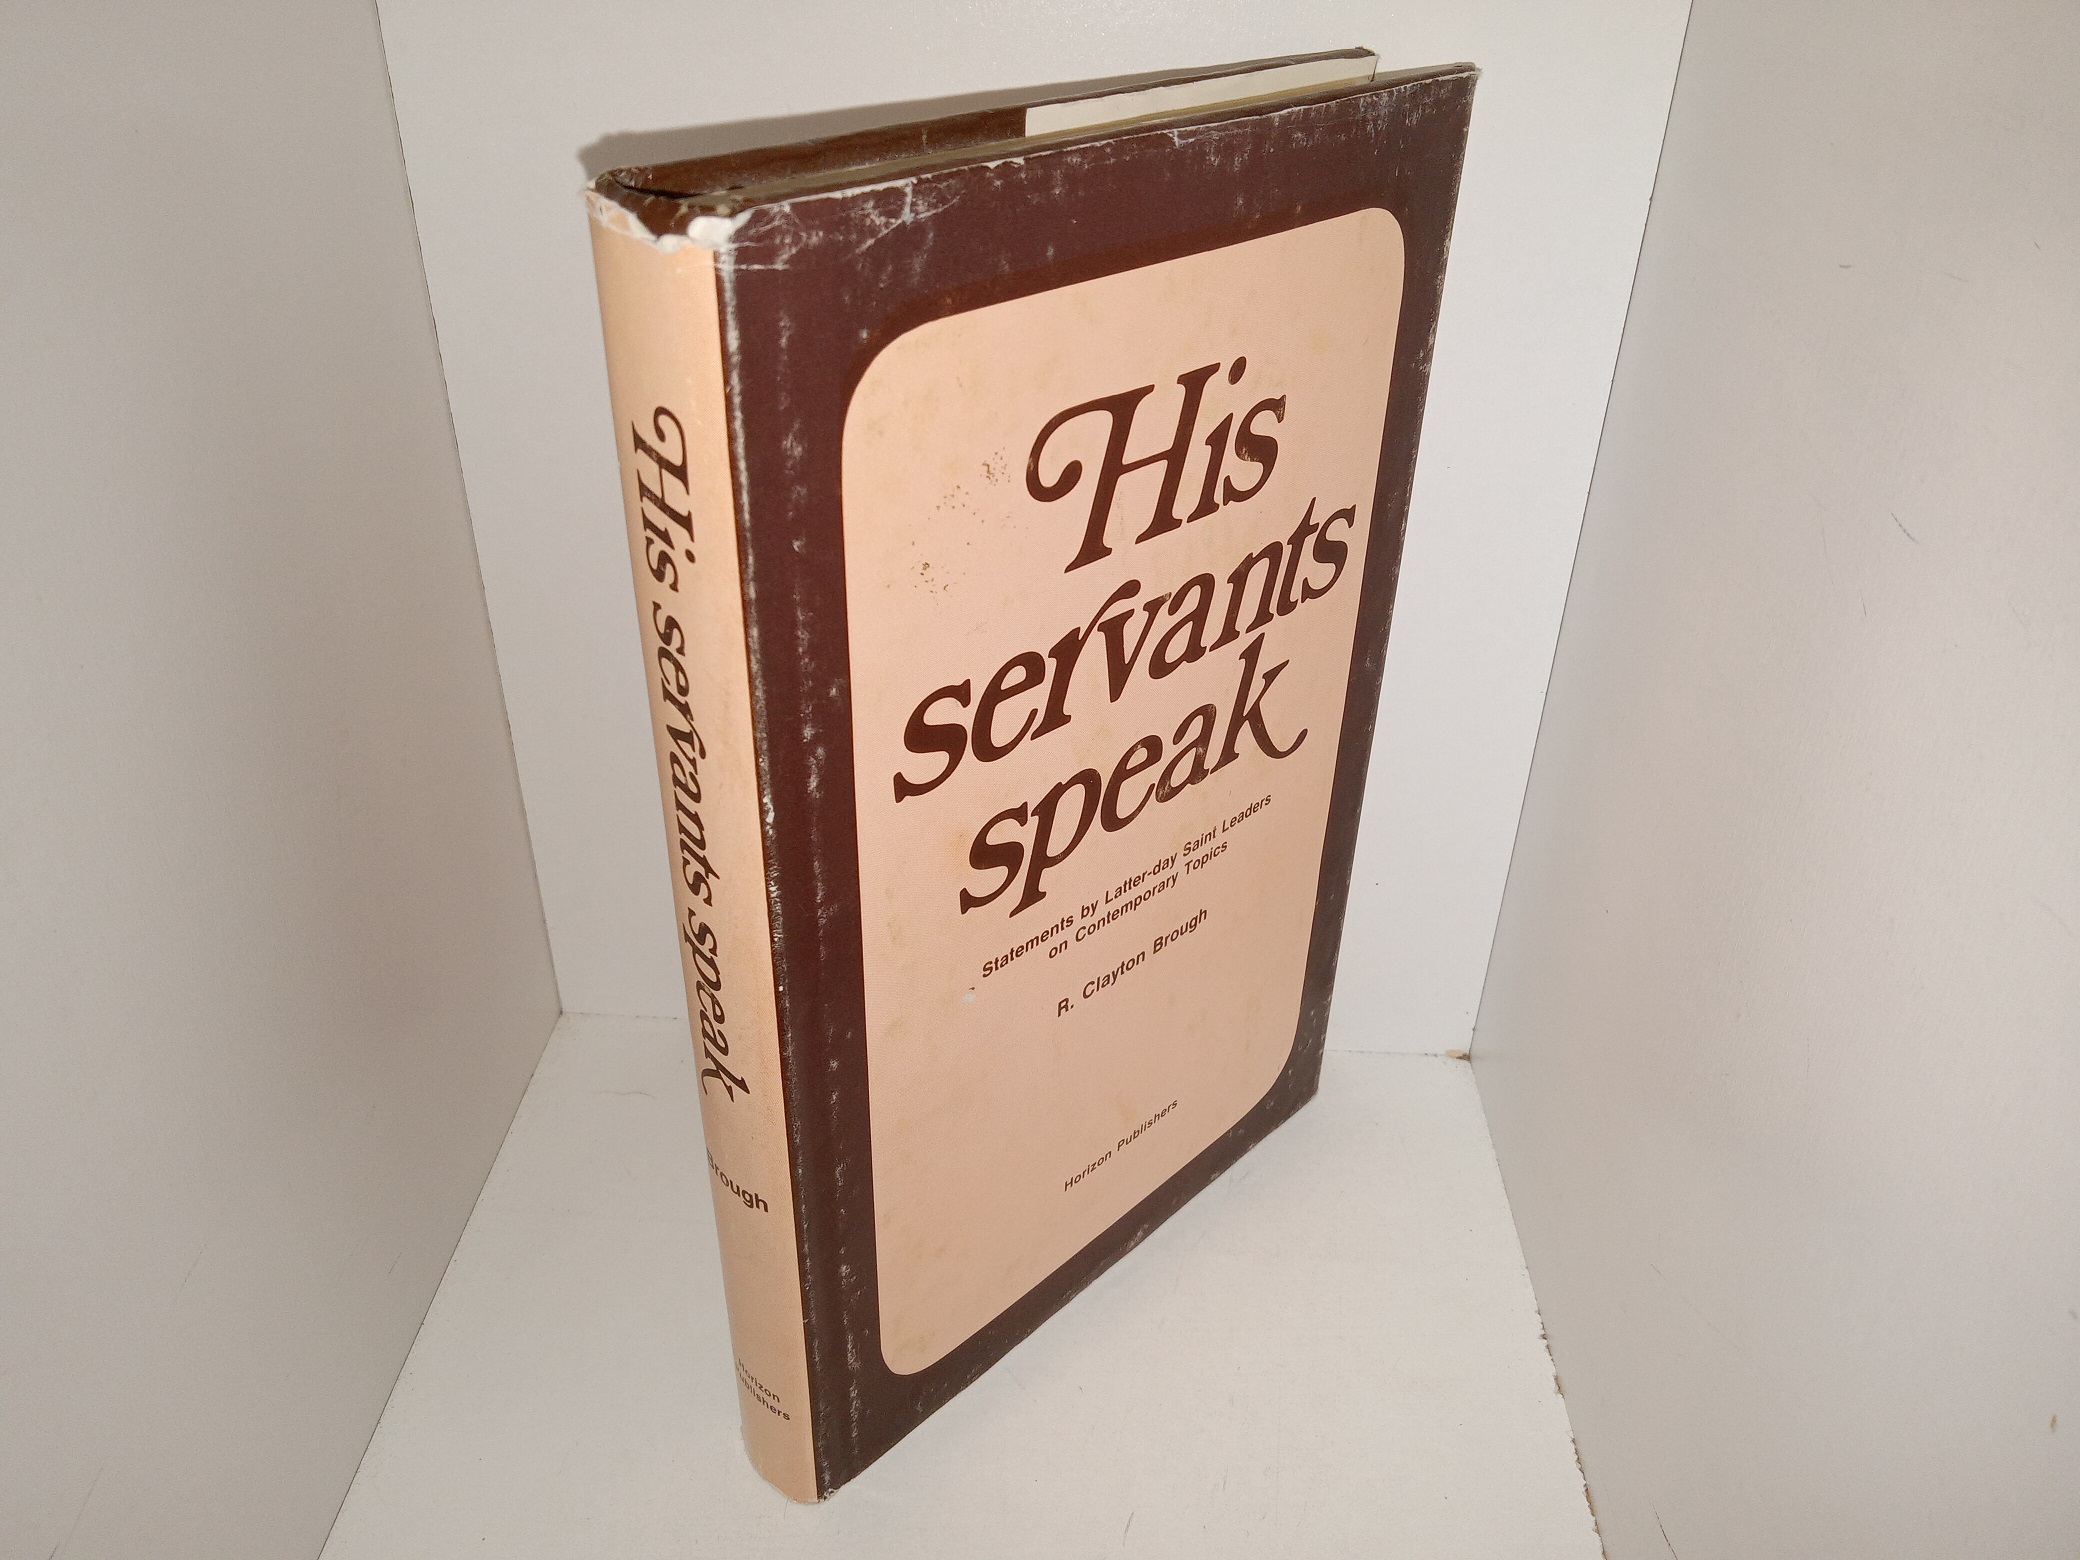 His servants speak
Brough
Horizon
Publishers
His
servants
speak
Statements by Latter-day Saint Leaders
on Contemporary Topics
R. Clayton Brough
Horizon Publishers